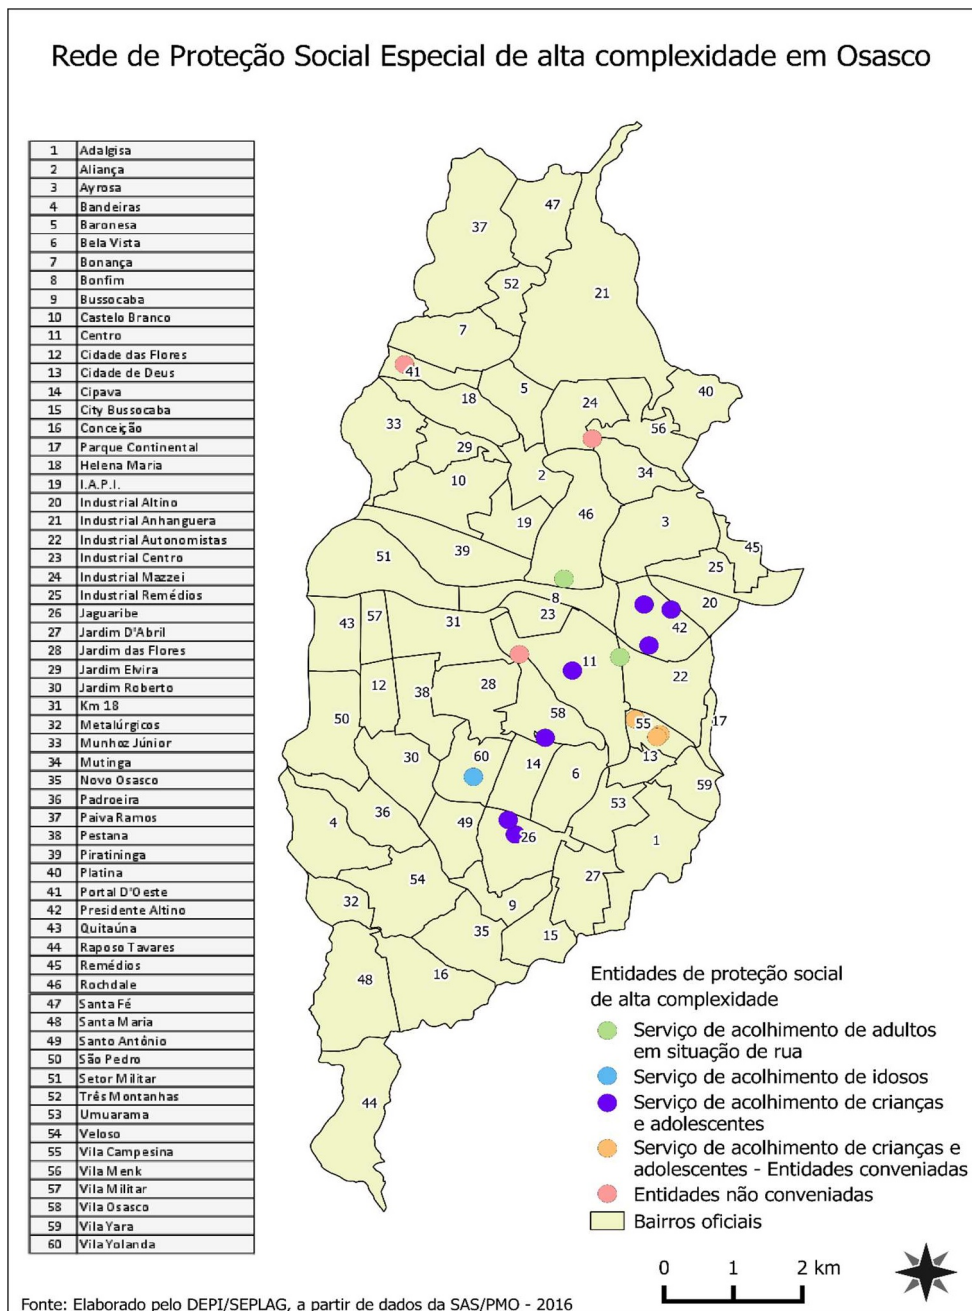 Rede de Proteção Social Especial de alta complexidade em Osasco
1 Adalgisa
2 Aliança
3 Ayrosa
4 Bandeiras
5 Baronesa
6 Bela Vista
7 Bonança
8 Bonfim
9 Bussocaba
10 Castelo Branco
11 Centro
12 Cidade das Flores
13 Cidade de Deus
14 Cipava
15 City Bussocaba
16 Conceição
17 Parque Continental
18 Helena Maria
19 I.A.P.I.
20 Industrial Altino
21 Industrial Anhanguera
22 Industrial Autonomistas
23 Industrial Centro
24 Industrial Mazzei
25 Industrial Remédios
26 Jaguaribe
27 Jardim D'Abril
28 Jardim das Flores
29 Jardim Elvira
30 Jardim Roberto
31 Km 18
32 Metalúrgicos
33 Munhoz Júnior
34 Mutinga
35 Novo Osasco
36 Padroeira
37 Paiva Ramos
38 Pestana
39 Piratininga
40 Platina
41 Portal D'Oeste
42 Presidente Altino
43 Quitaúna
44 Raposo Tavares
45 Remédios
46 Rochdale
47 Santa Fé
48 Santa Maria
49 Santo Antônio
50 São Pedro
51 Setor Militar
52 Três Montanhas
53 Umuarama
54 Veloso
55 Vila Campesina
56 Vila Menk
57 Vila Militar
58 Vila Osasco
59 Vila Yara
60 Vila Yolanda
47
37
52
21
7
41
5
40
18
24
33
56
29
34
2
10
46
19
3
39
51
45
25
8
20
23
43
57
31
42
11
22
28
12
38
58
50
55
17
60
30
13
14
6
59
53
36
4
49
26
1
54
27
32
9
35
15
48
16
44
Entidades de proteção social
de alta complexidade
Serviço de acolhimento de adultos
em situação de rua
Serviço de acolhimento de idosos
Serviço de acolhimento de crianças
e adolescentes
Serviço de acolhimento de crianças e
adolescentes - Entidades conveniadas
Entidades não conveniadas
Bairros oficiais
0 1 2 km
Fonte: Elaborado pelo DEPI/SEPLAG, a partir de dados da SAS/PMO - 2016